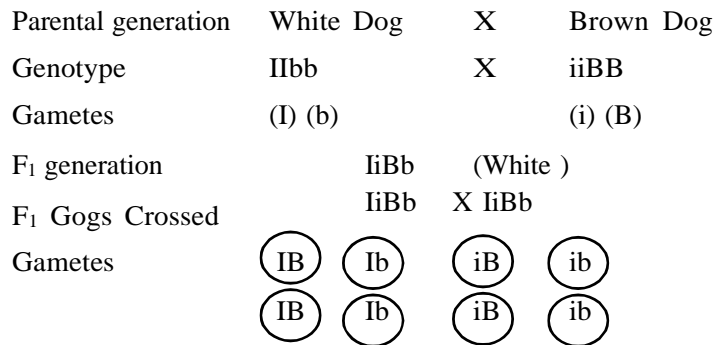 Parental generation White Dog X Brown Dog
Genotype IIbb X iiBB
Gametes (I) (b) (i) (B)
F₁ generation IiBb (White )
F₁ Gogs Crossed IiBb X IiBb
Gametes IB Ib iB ib
IB Ib iB ib